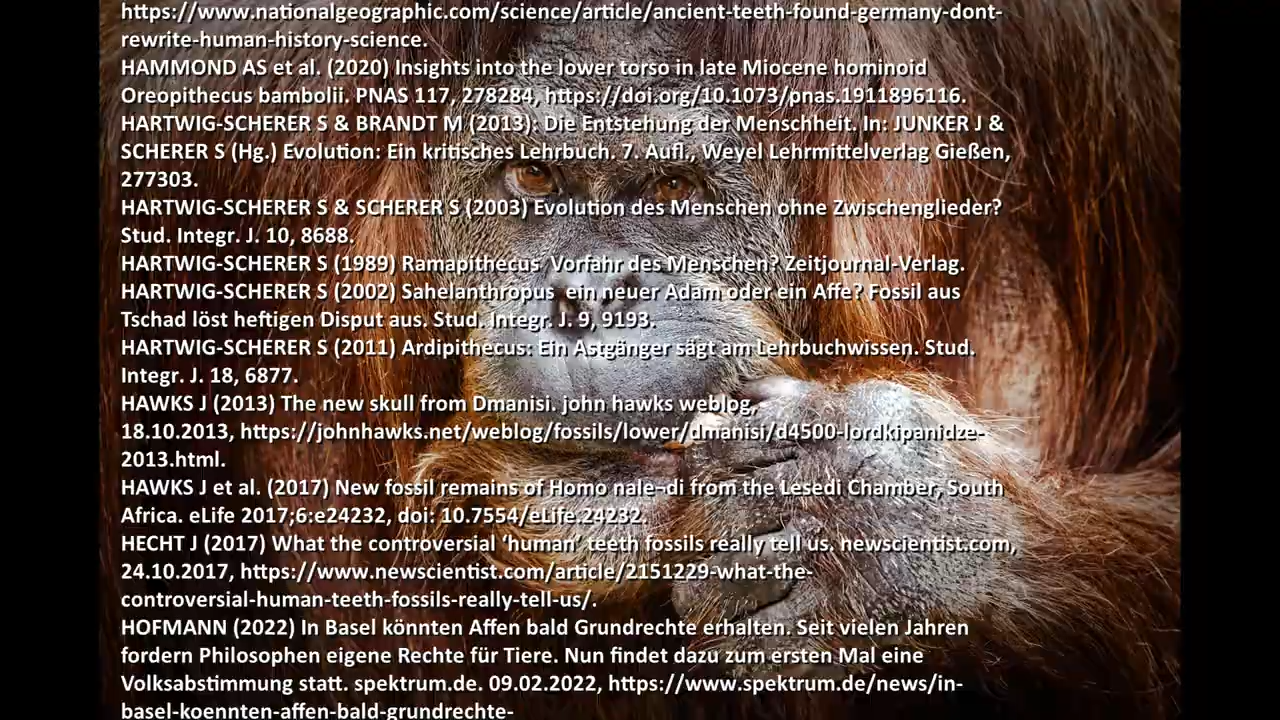 https://www.nationalgeographic.com/science/article/ancient-teeth-found-germany-dont-
rewrite-human-history-science.
HAMMOND AS et al. (2020) Insights into the lower torso in late Miocene hominoid
Oreopithecus bambolii. PNAS 117, 278284, https://doi.org/10.1073/pnas.1911896116.
HARTWIG-SCHERER S & BRANDT M (2013): Die Entstehung der Menschheit. In: JUNKER J &
SCHERER S (Hg.) Evolution: Ein kritisches Lehrbuch. 7. Aufl., Weyel Lehrmittelverlag Gießen,
277303.
HARTWIG-SCHERER S & SCHERER S (2003) Evolution des Menschen ohne Zwischenglieder?
Stud. Integr. J. 10, 8688.
HARTWIG-SCHERER S (1989) Ramapithecus  Vorfahr des Menschen? Zeitjournal-Verlag.
HARTWIG-SCHERER S (2002) Sahelanthropus  ein neuer Adam oder ein Affe? Fossil aus
Tschad löst heftigen Disput aus. Stud. Integr. J. 9, 9193.
HARTWIG-SCHERER S (2011) Ardipithecus: Ein Astgänger sägt am Lehrbuchwissen. Stud.
Integr. J. 18, 6877.
HAWKS J (2013) The new skull from Dmanisi. john hawks weblog,
18.10.2013, https://johnhawks.net/weblog/fossils/lower/dmanisi/d4500-lordkipanidze-
2013.html.
HAWKS J et al. (2017) New fossil remains of Homo nale¬di from the Lesedi Chamber, South
Africa. eLife 2017;6:e24232, doi: 10.7554/eLife.24232.
HECHT J (2017) What the controversial ‘human’ teeth fossils really tell us. newscientist.com,
24.10.2017, https://www.newscientist.com/article/2151229-what-the-
controversial-human-teeth-fossils-really-tell-us/.
HOFMANN (2022) In Basel könnten Affen bald Grundrechte erhalten. Seit vielen Jahren
fordern Philosophen eigene Rechte für Tiere. Nun findet dazu zum ersten Mal eine
Volksabstimmung statt. spektrum.de. 09.02.2022, https://www.spektrum.de/news/in-
basel-koennten-affen-bald-grundrechte-